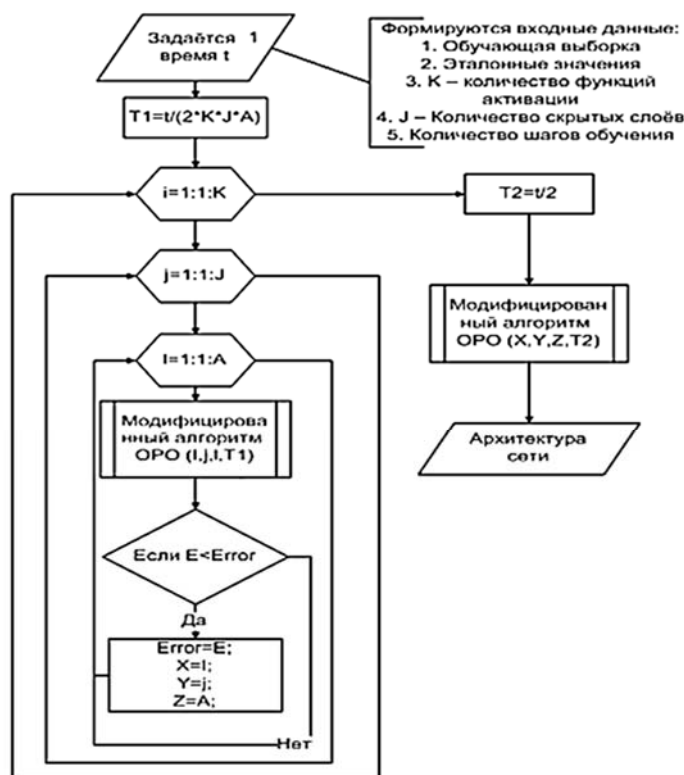 Задаётся 1
время t
Формируются входные данные:
1. Обучающая выборка
2. Эталонные значения
3. K – количество функций
активации
4. J – Количество скрытых слоёв
5. Количество шагов обучения
T1=t/(2*K*J*A)
i=1:1:K
T2=t/2
j=1:1:J
Модифицирован
ный алгоритм
ОРО (X,Y,Z,T2)
l=1:1:A
Модифицирова
нный алгоритм
ОРО (I,j,l,T1)
Архитектура
сети
Если E<Error
Да
Error=E;
X=I;
Y=j;
Z=A;
Нет